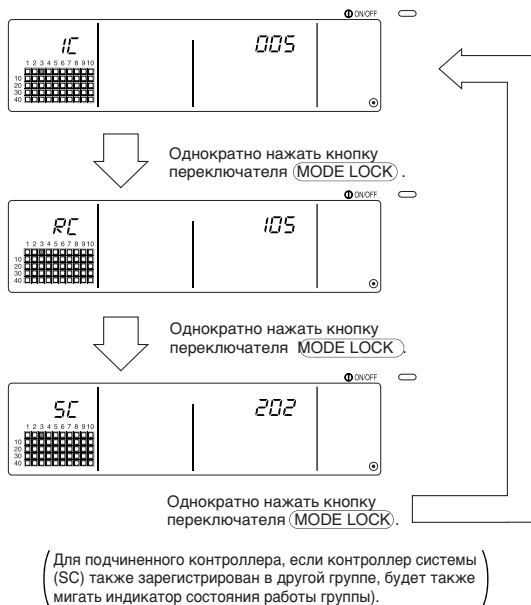 ON/OFF
IC 005
1 2 3 4 5 6 7 8 9 10
10
20
30
40
Однократно нажать кнопку
переключателя MODE LOCK .
ON/OFF
RC 105
1 2 3 4 5 6 7 8 9 10
10
20
30
40
Однократно нажать кнопку
переключателя MODE LOCK .
ON/OFF
SC 202
1 2 3 4 5 6 7 8 9 10
10
20
30
40
Однократно нажать кнопку
переключателя MODE LOCK .
Для подчиненного контроллера, если контроллер системы
(SC) также зарегистрирован в другой группе, будет также
мигать индикатор состояния работы группы).